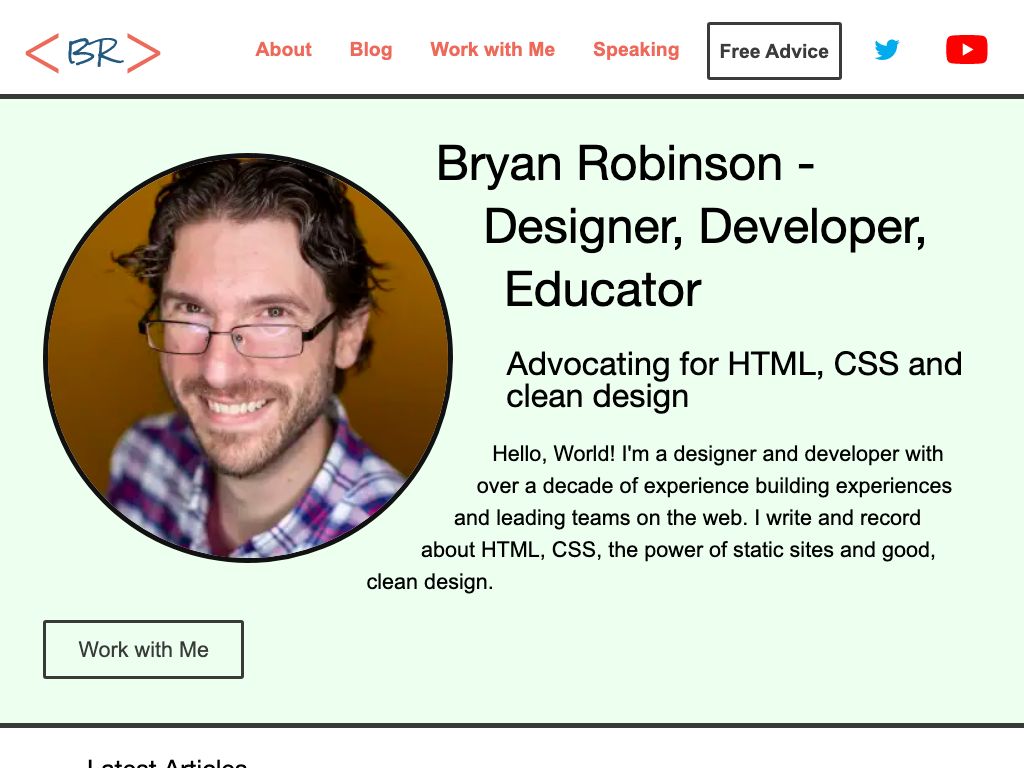 <BR>
About Blog Work with Me Speaking Free Advice
Bryan Robinson -
Designer, Developer,
Educator
Advocating for HTML, CSS and
clean design
Hello, World! I'm a designer and developer with
over a decade of experience building experiences
and leading teams on the web. I write and record
about HTML, CSS, the power of static sites and good,
clean design.
Work with Me
Latest Articles